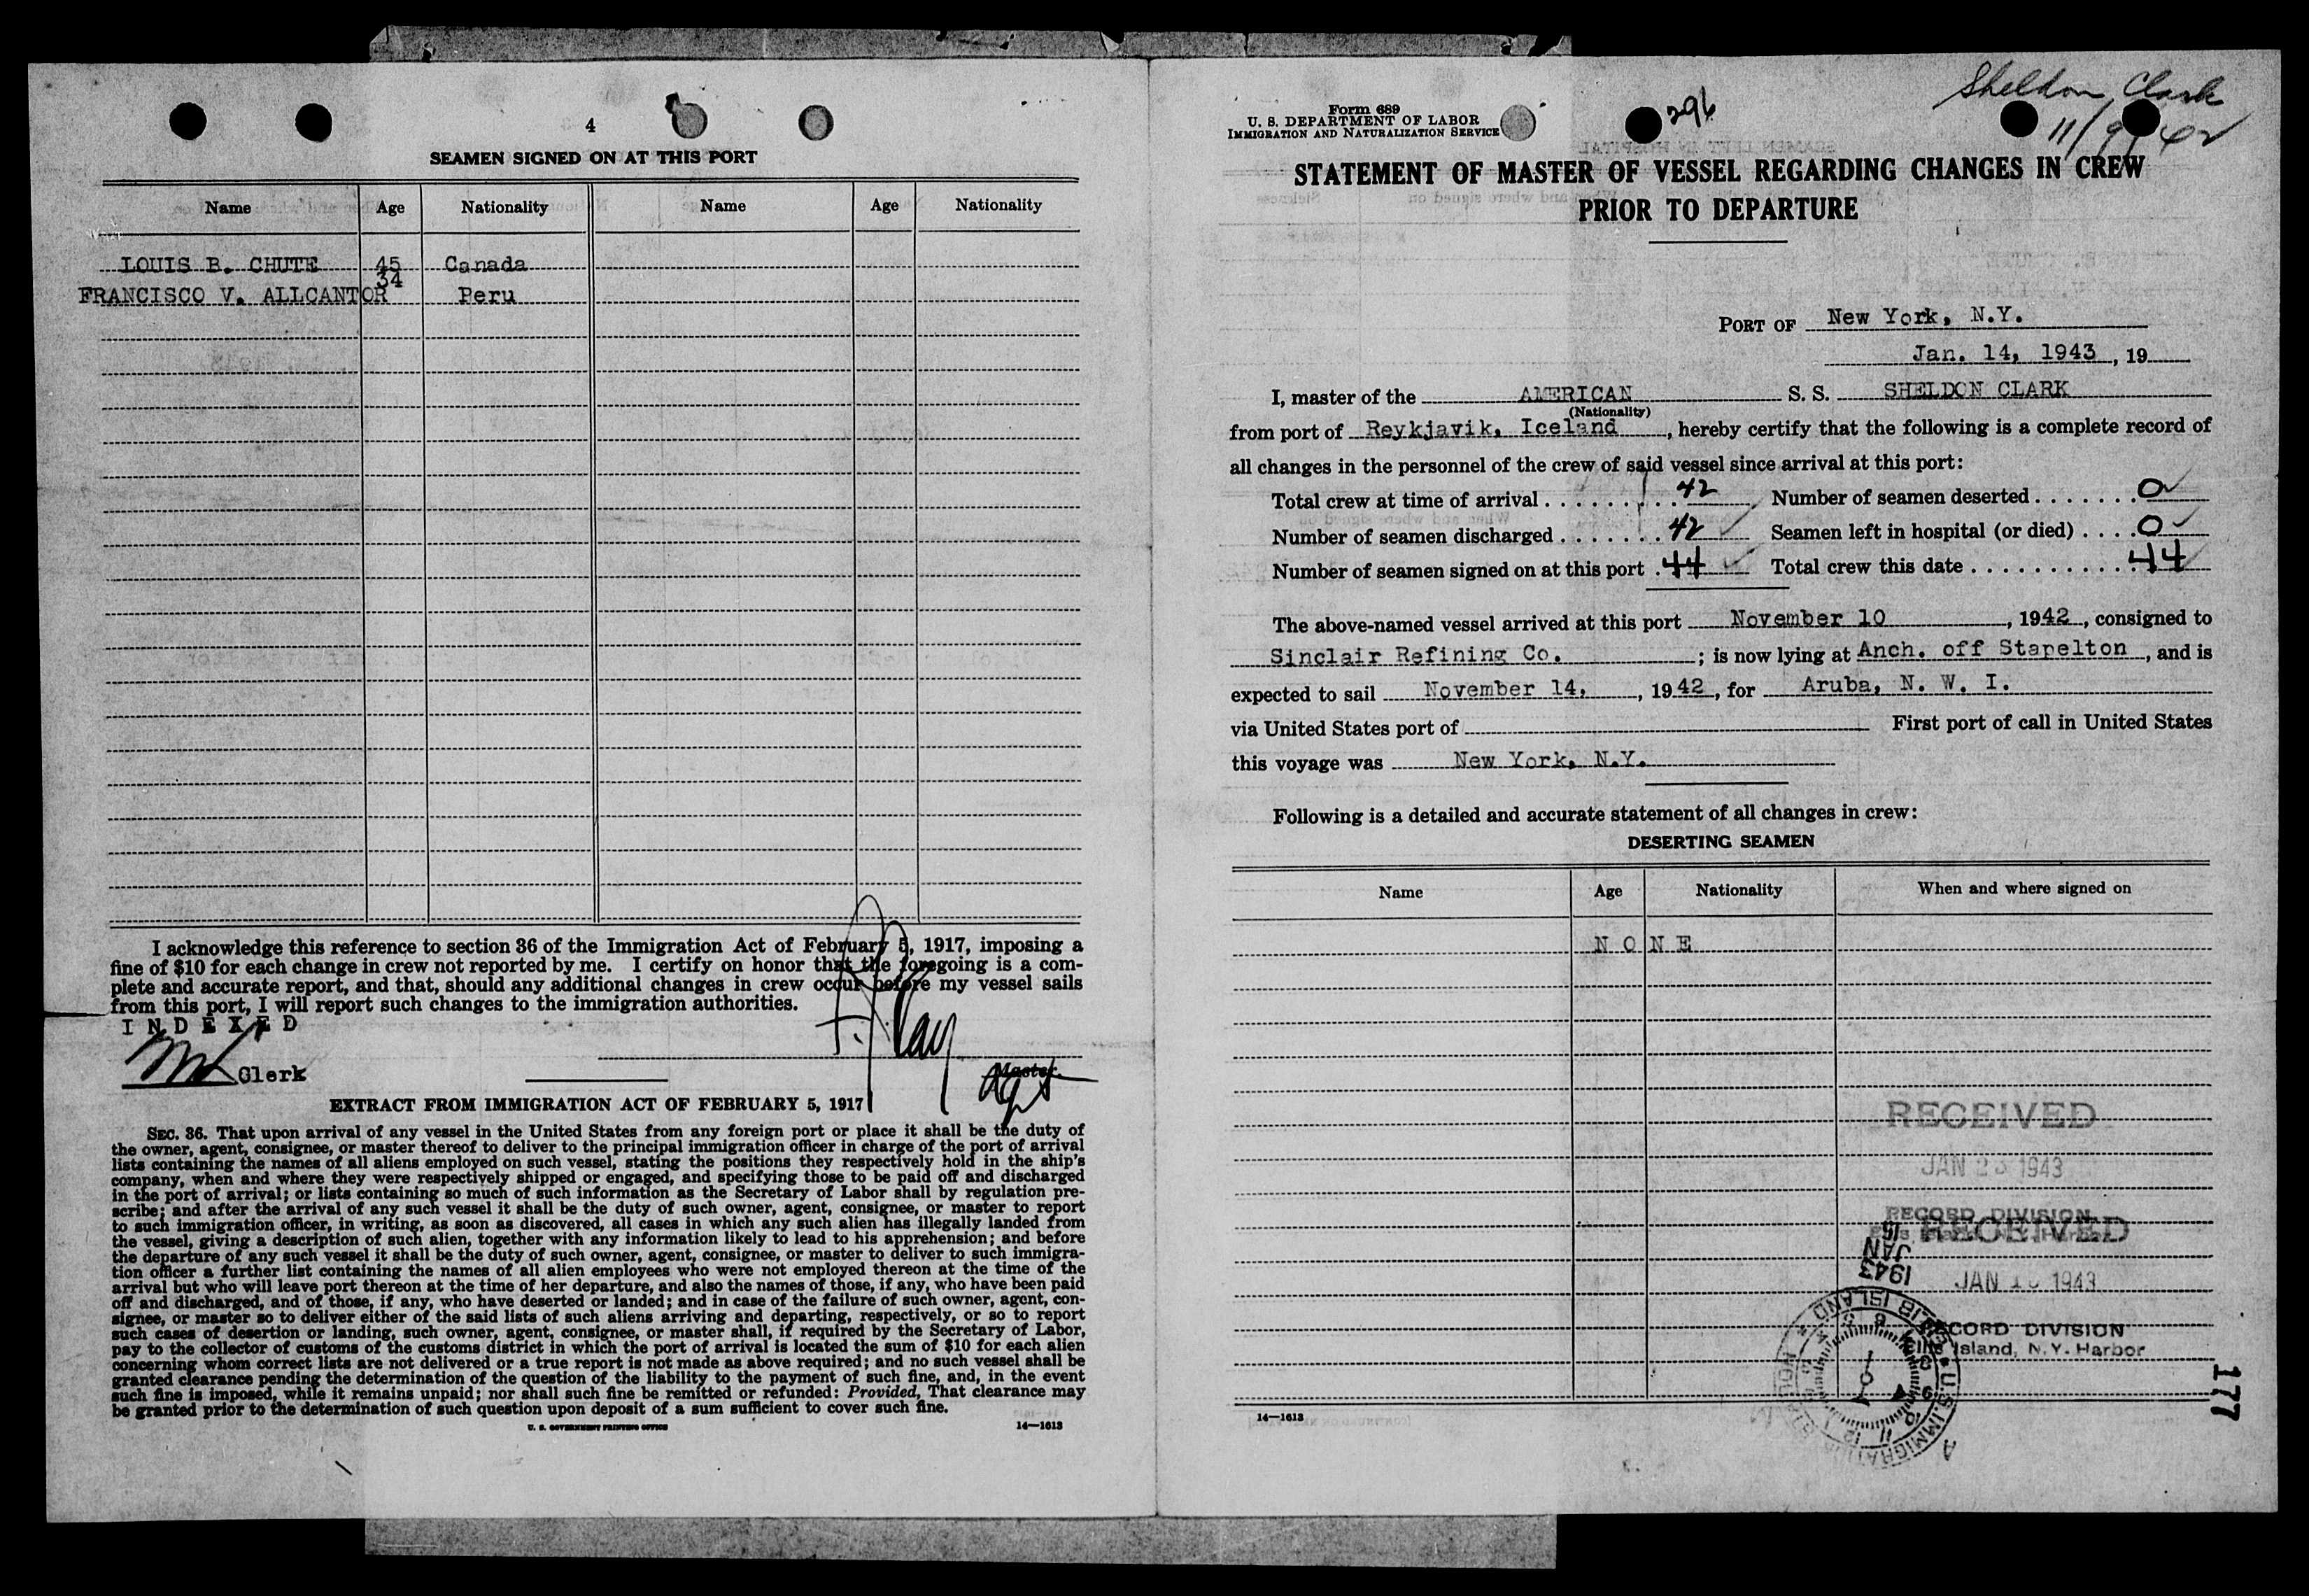 4
SEAMEN SIGNED ON AT THIS PORT
Name Age Nationality Name Age Nationality
LOUIS B. CHUTE 45 Canada
FRANCISCO V. ALLCANTOR 34 Peru
I acknowledge this reference to section 36 of the Immigration Act of February 5, 1917, imposing a
fine of $10 for each change in crew not reported by me. I certify on honor that the foregoing is a com-
plete and accurate report, and that, should any additional changes in crew occur before my vessel sails
from this port, I will report such changes to the immigration authorities.
INDEXED
Clerk
Master.
Agt
EXTRACT FROM IMMIGRATION ACT OF FEBRUARY 5, 1917
SEC. 36. That upon arrival of any vessel in the United States from any foreign port or place it shall be the duty of
the owner, agent, consignee, or master thereof to deliver to the principal immigration officer in charge of the port of arrival
lists containing the names of all aliens employed on such vessel, stating the positions they respectively hold in the ship's
company, when and where they were respectively shipped or engaged, and specifying those to be paid off and discharged
in the port of arrival; or lists containing so much of such information as the Secretary of Labor shall by regulation pre-
scribe; and after the arrival of any such vessel it shall be the duty of such owner, agent, consignee, or master to report
to such immigration officer, in writing, as soon as discovered, all cases in which any such alien has illegally landed from
the vessel, giving a description of such alien, together with any information likely to lead to his apprehension; and before
the departure of any such vessel it shall be the duty of such owner, agent, consignee, or master to deliver to such immigra-
tion officer a further list containing the names of all alien employees who were not employed thereon at the time of the
arrival but who will leave port thereon at the time of her departure, and also the names of those, if any, who have been paid
off and discharged, and of those, if any, who have deserted or landed; and in case of the failure of such owner, agent, con-
signee, or master so to deliver either of the said lists of such aliens arriving and departing, respectively, or so to report
such cases of desertion or landing, such owner, agent, consignee, or master shall, if required by the Secretary of Labor,
pay to the collector of customs of the customs district in which the port of arrival is located the sum of $10 for each alien
concerning whom correct lists are not delivered or a true report is not made as above required; and no such vessel shall be
granted clearance pending the determination of the question of the liability to the payment of such fine, and, in the event
such fine is imposed, while it remains unpaid; nor shall such fine be remitted or refunded: Provided, That clearance may
be granted prior to the determination of such question upon deposit of a sum sufficient to cover such fine.
U. S. GOVERNMENT PRINTING OFFICE 14—1613
Sheldon Clark
11/9/42
296
Form 689
U. S. DEPARTMENT OF LABOR
IMMIGRATION AND NATURALIZATION SERVICE
STATEMENT OF MASTER OF VESSEL REGARDING CHANGES IN CREW
PRIOR TO DEPARTURE
PORT OF New York, N.Y.
Jan. 14, 1943, 19
I, master of the AMERICAN S. S. SHELDON CLARK
(Nationality)
from port of Reykjavik, Iceland, hereby certify that the following is a complete record of
all changes in the personnel of the crew of said vessel since arrival at this port:
Total crew at time of arrival 42 Number of seamen deserted 0
Number of seamen discharged 42 Seamen left in hospital (or died) 0
Number of seamen signed on at this port 44 Total crew this date 44
The above-named vessel arrived at this port November 10, 1942, consigned to
Sinclair Refining Co.; is now lying at Anch. off Stapelton, and is
expected to sail November 14, 1942, for Aruba, N. W. I.
via United States port of First port of call in United States
this voyage was New York, N.Y.
Following is a detailed and accurate statement of all changes in crew:
DESERTING SEAMEN
Name Age Nationality When and where signed on
NONE
RECEIVED
JAN 23 1943
RECORD DIVISION
RECEIVED
15 JAN 1943
JAN 1943
RECORD DIVISION
Ellis Island, N.Y. Harbor
U.S. IMMIGRATION
ELLIS ISLAND
177
14—1613